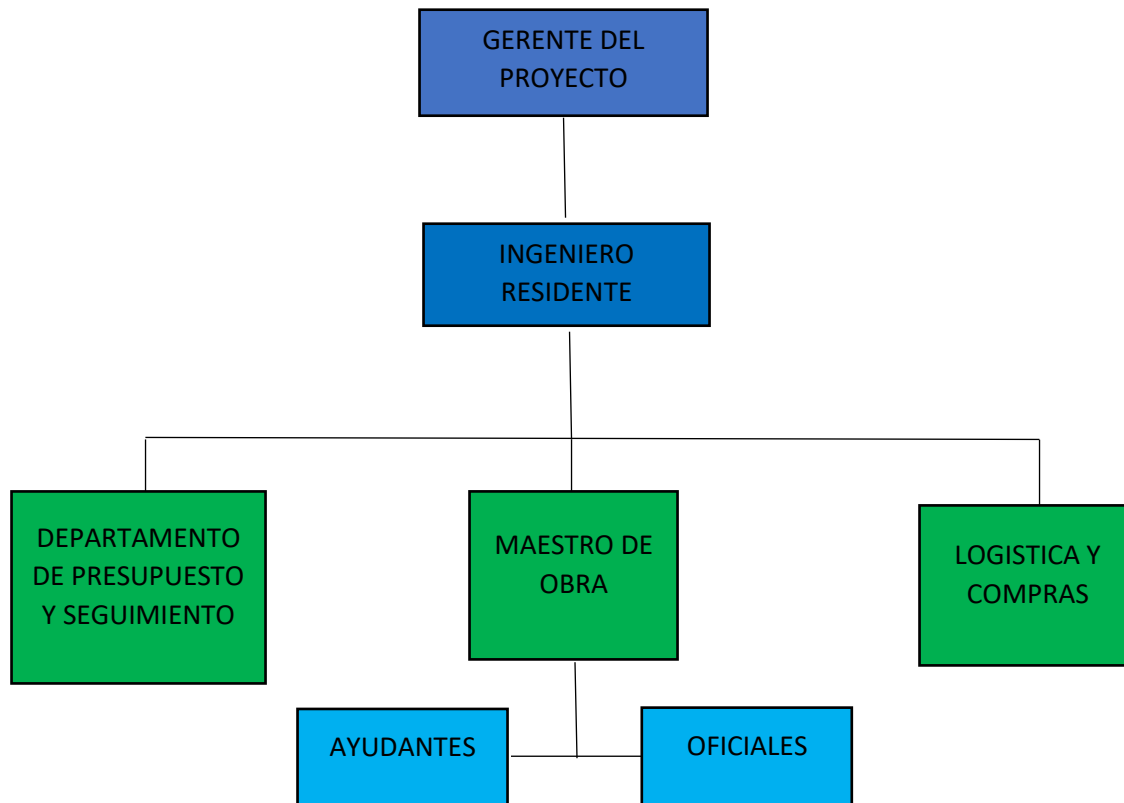 GERENTE DEL
PROYECTO
INGENIERO
RESIDENTE
DEPARTAMENTO
DE PRESUPUESTO
Y SEGUIMIENTO
MAESTRO DE
OBRA
LOGISTICA Y
COMPRAS
AYUDANTES
OFICIALES